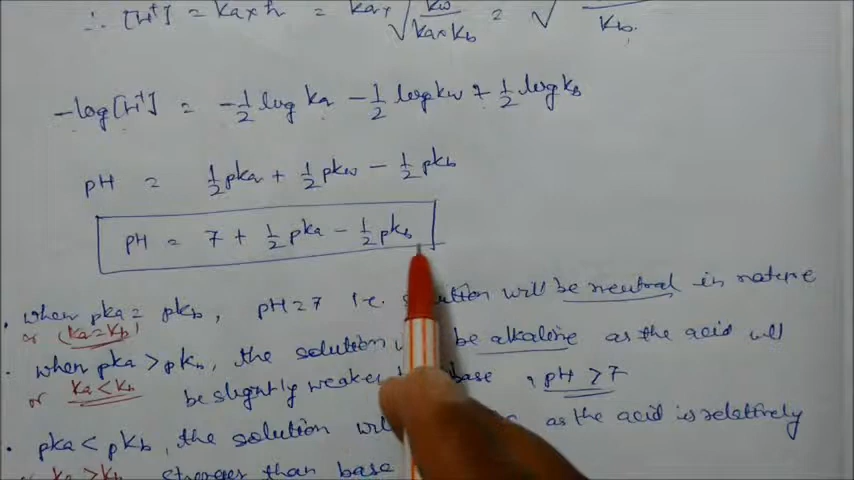 ∴ [H⁺] = Ka × h = Ka × √(Kw / Ka×Kb) = √( / Kb.
-log[H⁺] = -½ log Ka - ½ log Kw + ½ log Kb
pH = ½ pKa + ½ pKw - ½ pKb
pH = 7 + ½ pKa - ½ pKb
• when pKa = pKb, pH = 7 i.e. solution will be neutral in nature
or (Ka = Kb)
• when pKa > pKb, the solution be alkaline as the acid will
or Ka < Kb be slightly weaker base, pH > 7
• pKa < pKb, the solution as the acid is relatively
Ka > Kb stronger than base